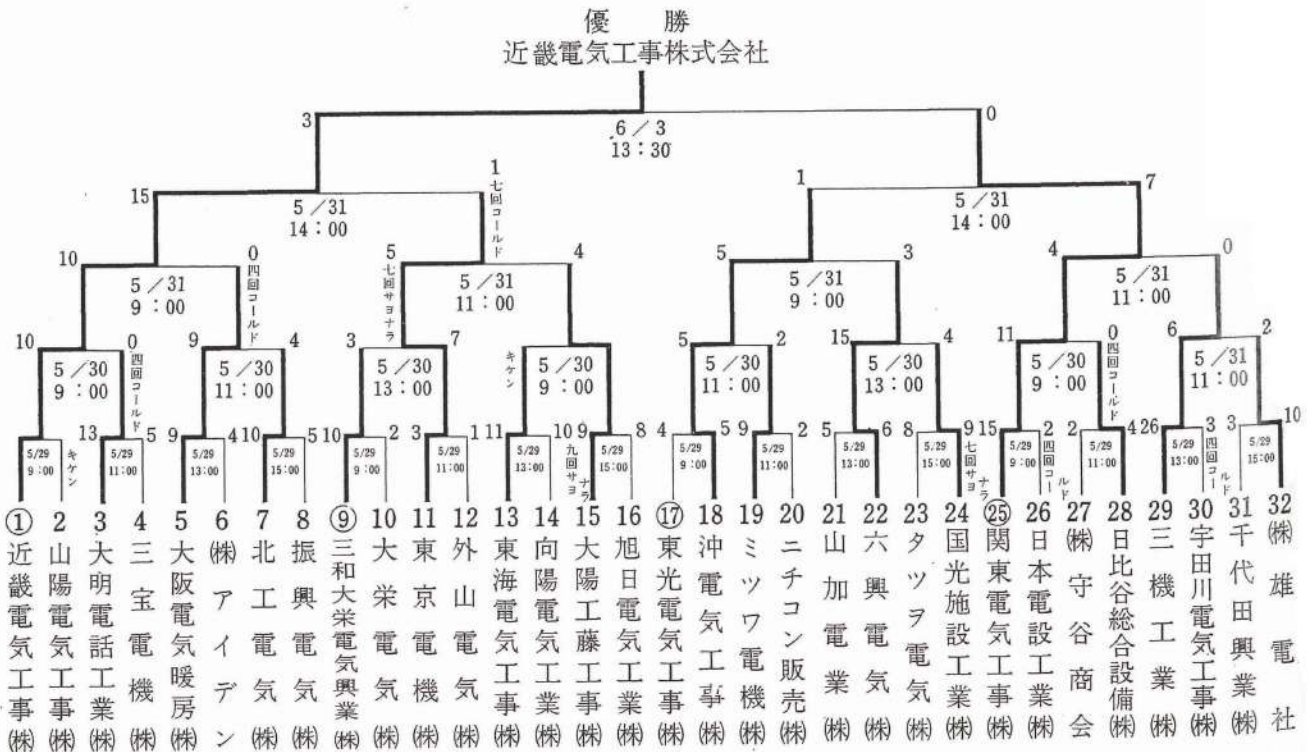 優 勝
近畿電気工事株式会社
3
0
6/3
13:30
15
1
七回コールド
1
7
5/31
14:00
5/31
14:00
10
0
四回コールド
5
七回サヨナラ
4
5
3
4
0
5/31
9:00
5/31
11:00
5/31
9:00
5/31
11:00
10
0
四回コールド
9
4
3
7
キケン
5
2
15
4
11
0
四回コールド
6
2
5/30
9:00
5/30
11:00
5/30
13:00
5/30
9:00
5/30
11:00
5/30
13:00
5/30
9:00
5/31
11:00
キケン
13
5
9
4
10
5
10
2
3
1
11
10
九回サヨナラ
9
8
4
5
9
2
5
6
8
9
七回サヨナラ
15
2
四回コールド
2
4
26
3
四回コールド
3
10
5/29
9:00
5/29
11:00
5/29
13:00
5/29
15:00
5/29
9:00
5/29
11:00
5/29
13:00
5/29
15:00
5/29
9:00
5/29
11:00
5/29
13:00
5/29
15:00
5/29
9:00
5/29
11:00
5/29
13:00
5/29
15:00
① 近畿電気工事㈱
2 山陽電気工事㈱
3 大明電話工業㈱
4 三宝電機㈱
5 大阪電気暖房㈱
6 ㈱アイデン
7 北工電気㈱
8 振興電気㈱
⑨ 三和大栄電気興業㈱
10 大栄電気㈱
11 東京電機㈱
12 外山電気㈱
13 東海電気工事㈱
14 向陽電気工業㈱
15 大陽工藤工事㈱
16 旭日電気工業㈱
⑰ 東光電気工事㈱
18 沖電気工事㈱
19 ミツワ電機㈱
20 ニチコン販売㈱
21 山加電業㈱
22 六興電気㈱
23 タツヲ電気㈱
24 国光施設工業㈱
㉕ 関東電気工事㈱
26 日本電設工業㈱
27 ㈱守谷商会
28 日比谷総合設備㈱
29 三機工業㈱
30 宇田川電気工事㈱
31 千代田興業㈱
32 ㈱雄電社